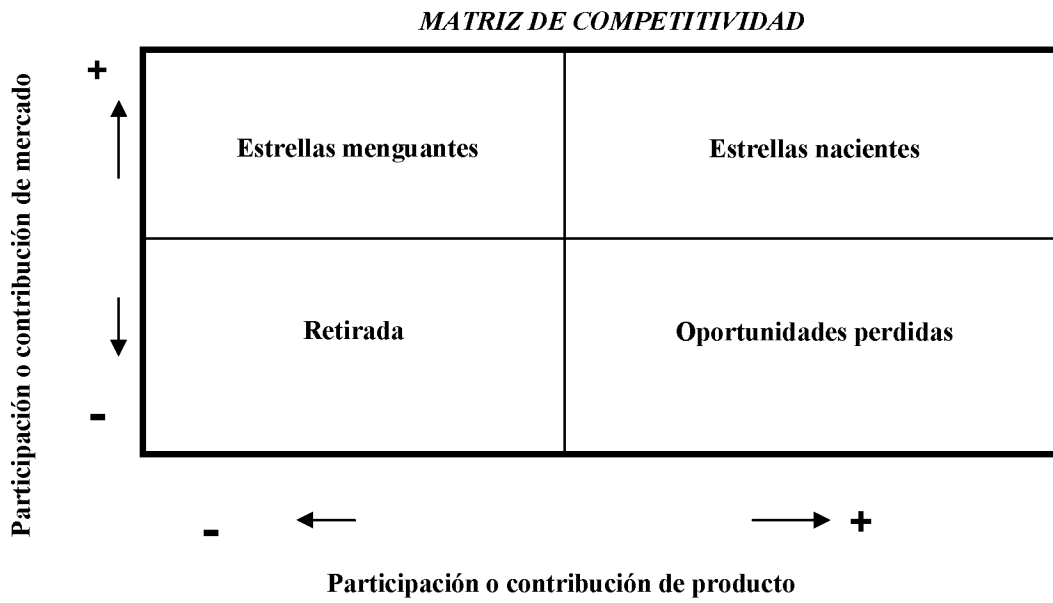 MATRIZ DE COMPETITIVIDAD
+
Participación o contribución de mercado
Estrellas menguantes
Estrellas nacientes
Retirada
Oportunidades perdidas
-
-
+
Participación o contribución de producto